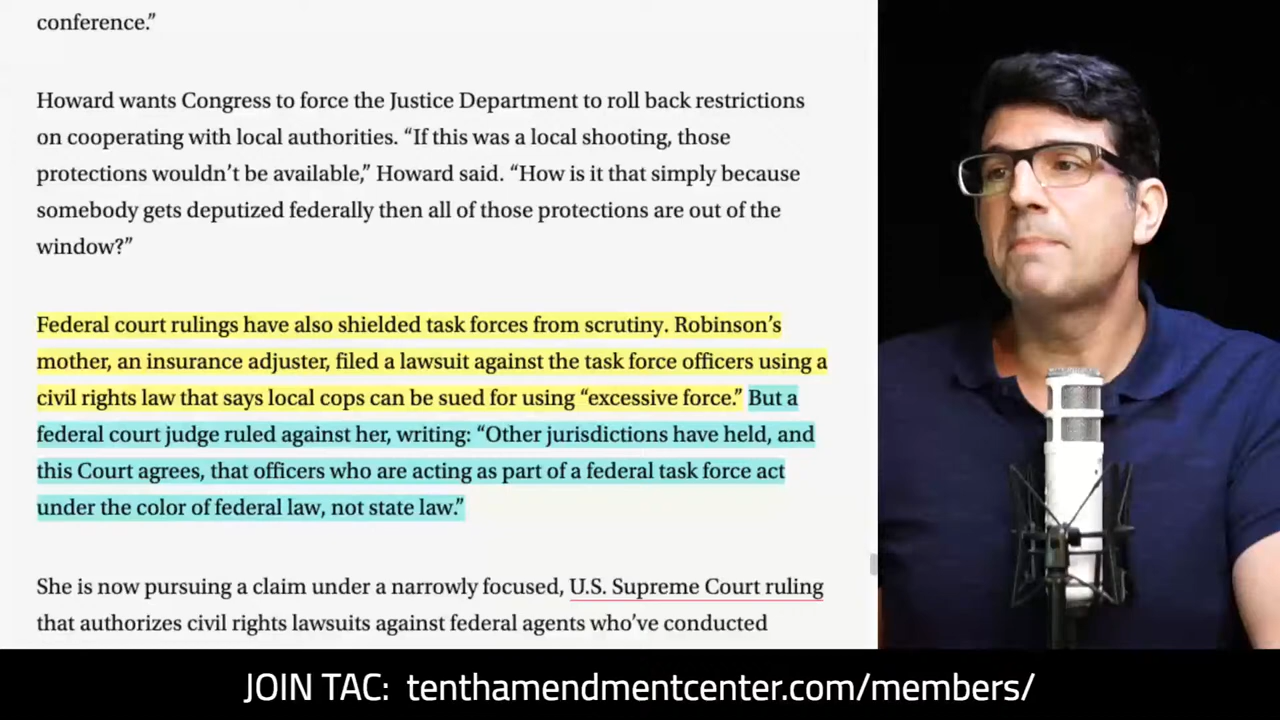 conference.”
Howard wants Congress to force the Justice Department to roll back restrictions
on cooperating with local authorities. “If this was a local shooting, those
protections wouldn’t be available,” Howard said. “How is it that simply because
somebody gets deputized federally then all of those protections are out of the
window?”
Federal court rulings have also shielded task forces from scrutiny. Robinson’s
mother, an insurance adjuster, filed a lawsuit against the task force officers using a
civil rights law that says local cops can be sued for using “excessive force.” But a
federal court judge ruled against her, writing: “Other jurisdictions have held, and
this Court agrees, that officers who are acting as part of a federal task force act
under the color of federal law, not state law.”
She is now pursuing a claim under a narrowly focused, U.S. Supreme Court ruling
that authorizes civil rights lawsuits against federal agents who’ve conducted
JOIN TAC: tenthamendmentcenter.com/members/